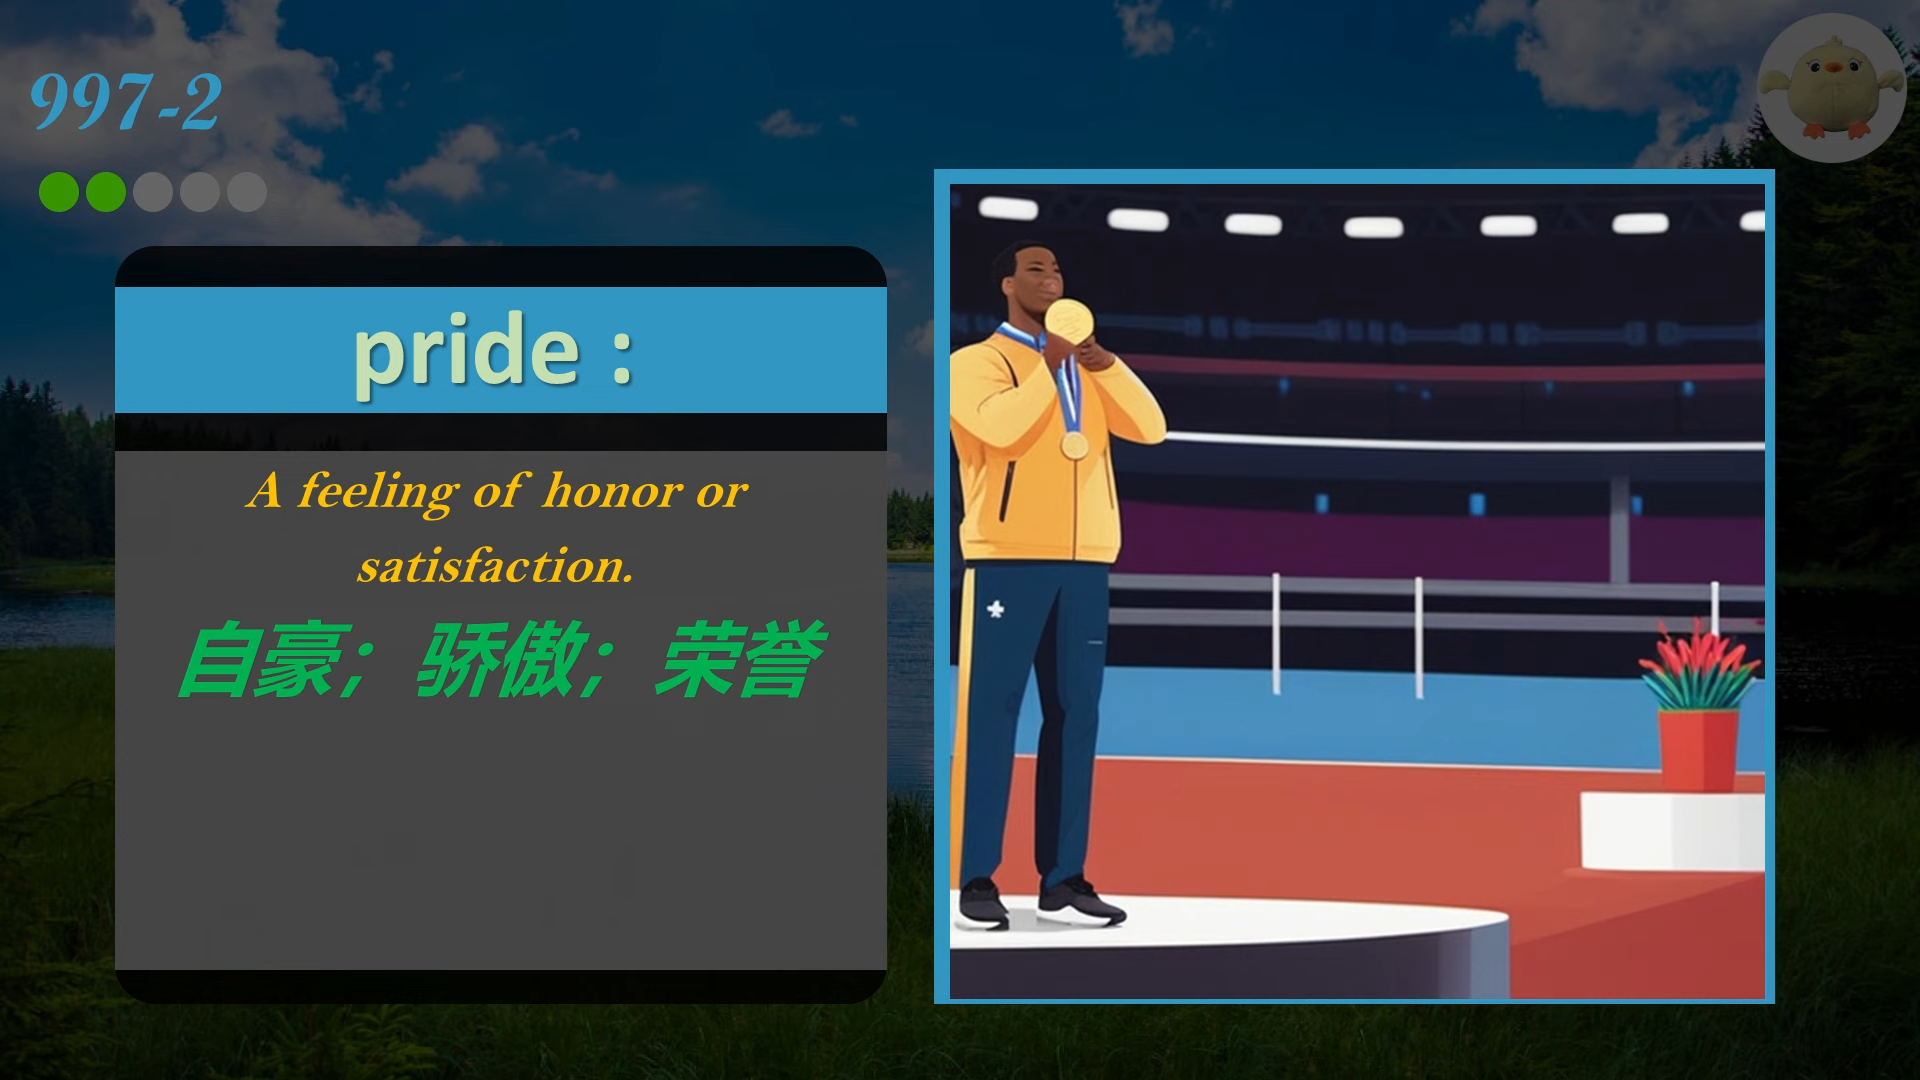 997-2
pride :
A feeling of honor or
satisfaction.
自豪；骄傲；荣誉